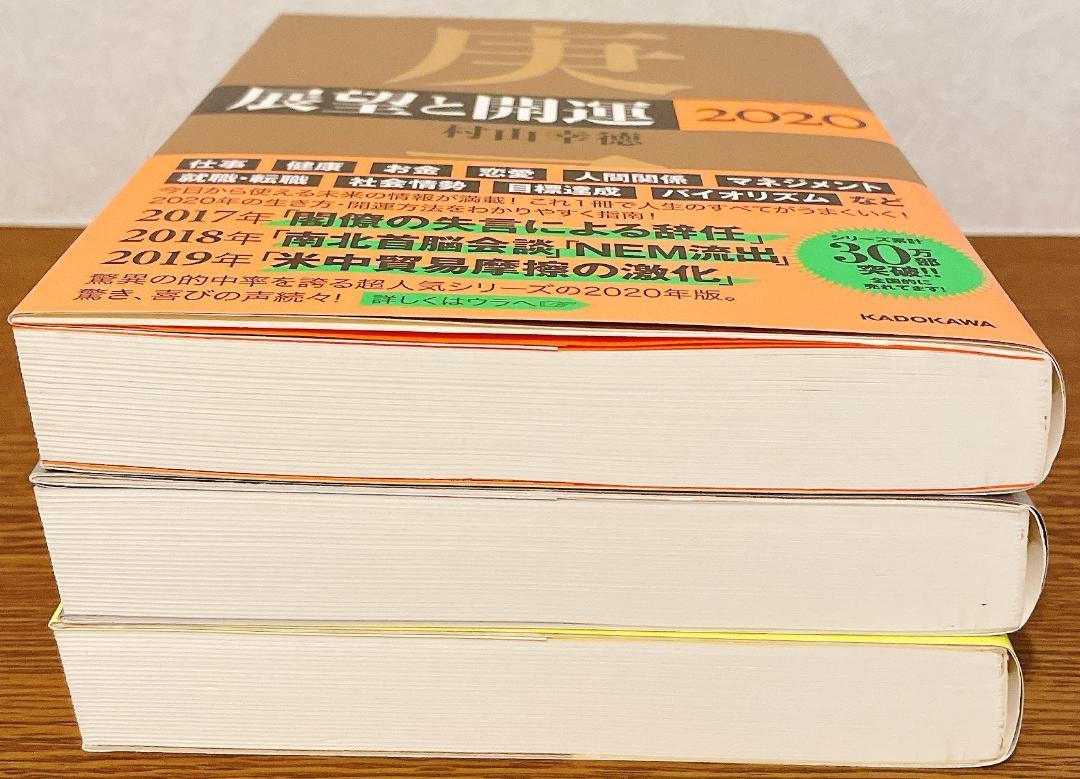 庚
展望と開運 2020
村山幸徳
仕事 健康 お金 恋愛 人間関係 マネジメント
就職・転職 社会情勢 目標達成 バイオリズム など
今日から使える未来の情報が満載！これ1冊で人生のすべてがうまくいく！
2020年の生き方・開運方法をわかりやすく指南！
2017年「閣僚の失言による辞任」
2018年「南北首脳会談」「NEM流出」
2019年「米中貿易摩擦の激化」
驚異の的中率を誇る超人気シリーズの2020年版。
驚き、喜びの声続々！ 詳しくはウラへ☞
シリーズ累計
30万部
突破!!
全国的に
売れてます！
KADOKAWA